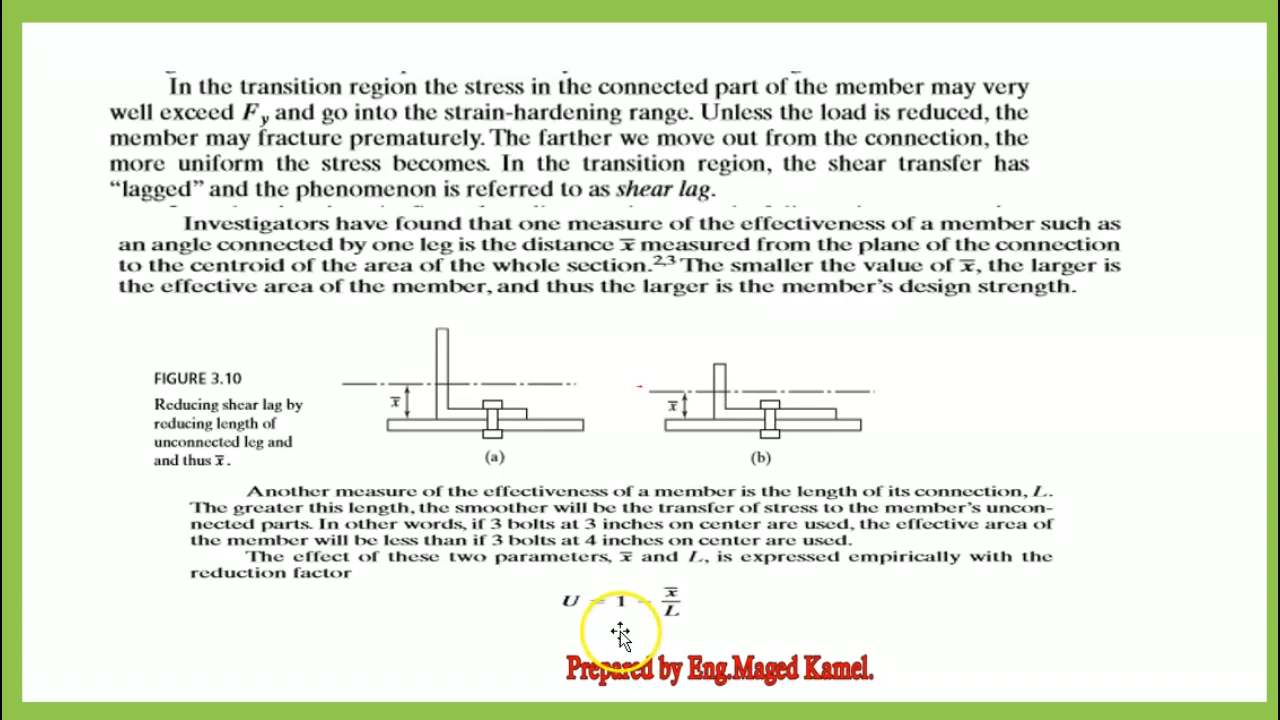 In the transition region the stress in the connected part of the member may very
well exceed Fy and go into the strain-hardening range. Unless the load is reduced, the
member may fracture prematurely. The farther we move out from the connection, the
more uniform the stress becomes. In the transition region, the shear transfer has
“lagged” and the phenomenon is referred to as shear lag.
Investigators have found that one measure of the effectiveness of a member such as
an angle connected by one leg is the distance x̅ measured from the plane of the connection
to the centroid of the area of the whole section.2,3 The smaller the value of x̅, the larger is
the effective area of the member, and thus the larger is the member’s design strength.
FIGURE 3.10
Reducing shear lag by
reducing length of
unconnected leg and
and thus x̅.
x̅
(a)
x̅
(b)
Another measure of the effectiveness of a member is the length of its connection, L.
The greater this length, the smoother will be the transfer of stress to the member’s uncon-
nected parts. In other words, if 3 bolts at 3 inches on center are used, the effective area of
the member will be less than if 3 bolts at 4 inches on center are used.
The effect of these two parameters, x̅ and L, is expressed empirically with the
reduction factor
U = 1 − x̅/L
Prepared by Eng.Maged Kamel.